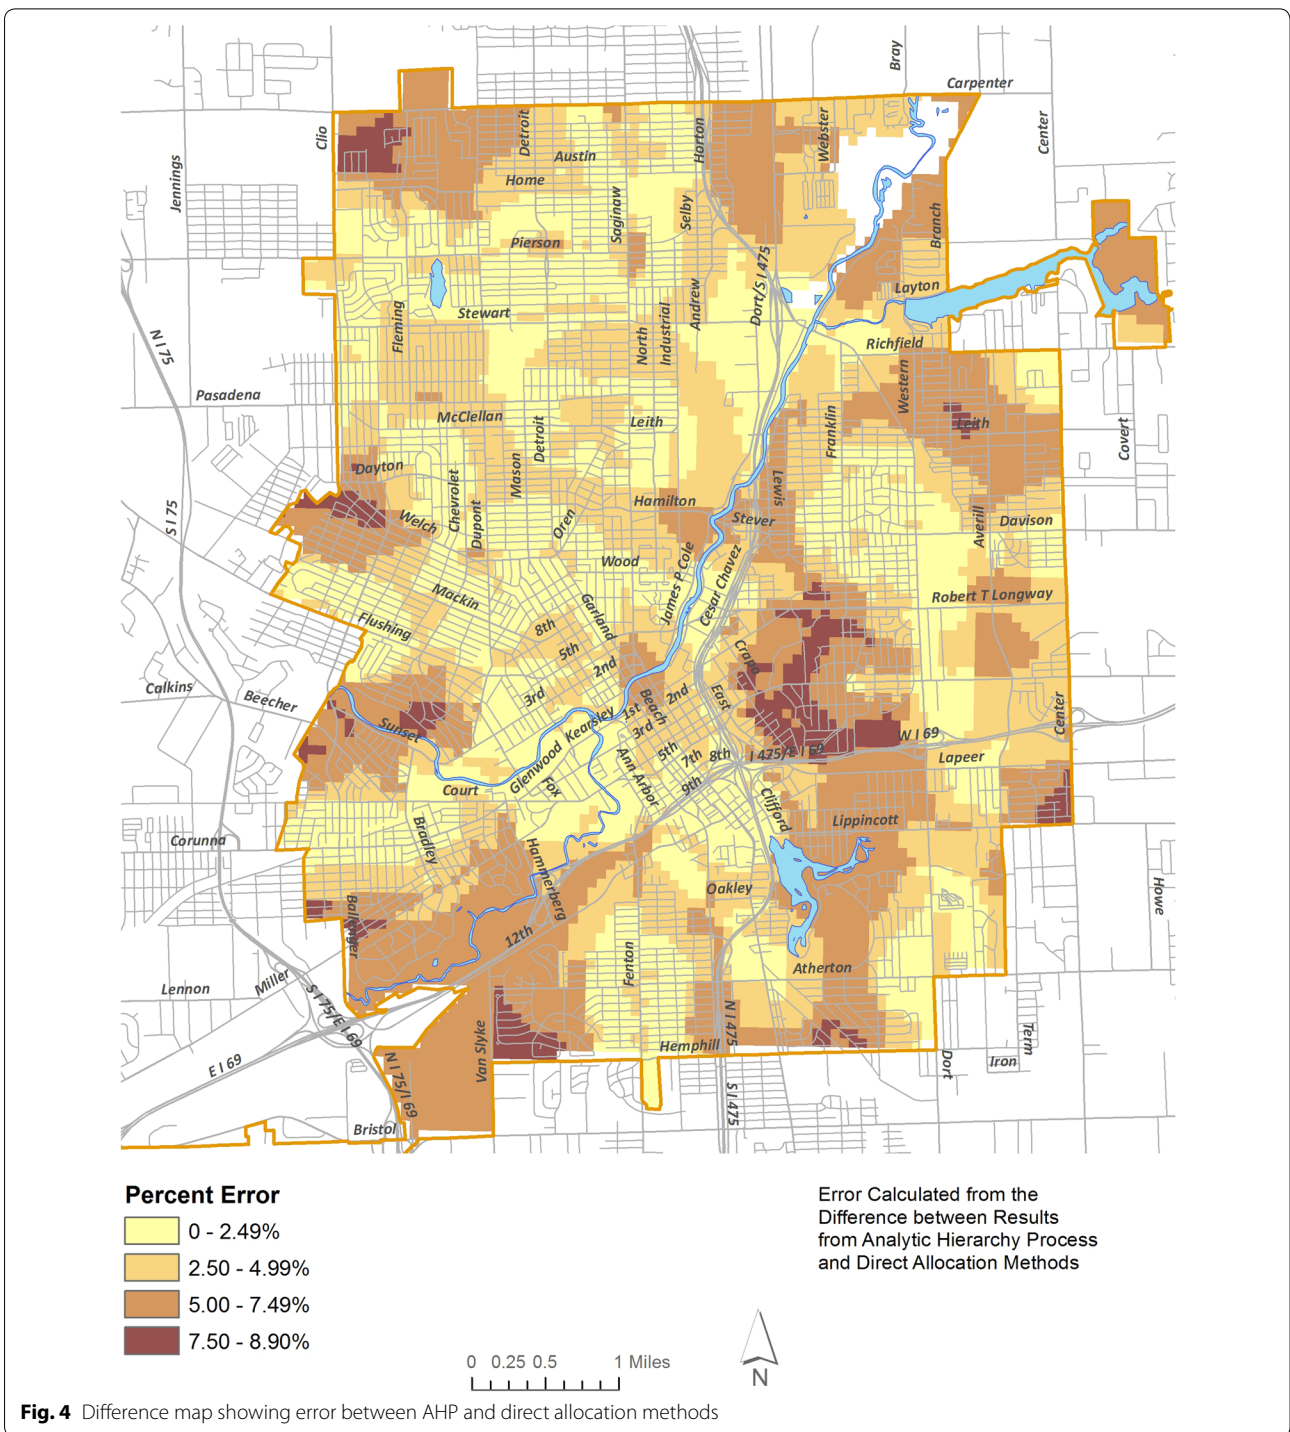 Bray
Carpenter
Clio
Detroit
Horton
Webster
Center
Jennings
Austin
Home
Saginaw
Selby
Branch
Pierson
Dort/S I 475
Layton
Fleming
Stewart
Andrew
North
Industrial
Richfield
N I 75
Western
Pasadena
McClellan
Detroit
Leith
Franklin
Leith
Covert
Dayton
Mason
Chevrolet
Lewis
S I 75
Welch
Dupont
Oren
Hamilton
Stever
Averill
Davison
Wood
James P Cole
Cesar Chavez
Mackin
Garland
Robert T Longway
Flushing
8th
5th
2nd
Crapo
Calkins
Beecher
3rd
Beach
2nd
East
Center
Sunset
Kearsley
1st
3rd
W I 69
Glenwood
5th
7th
8th
I 475/E I 69
Lapeer
Court
Fox
Ann Arbor
9th
Clifford
Lippincott
Bradley
Corunna
Hammerberg
Oakley
Howe
Ballenger
12th
Fenton
Atherton
Miller
Lennon
S I 75/E I 69
N I 475
Van Slyke
Hemphill
Term
E I 69
N I 75/I 69
Dort
Iron
S I 475
Bristol
Percent Error
0 - 2.49%
2.50 - 4.99%
5.00 - 7.49%
7.50 - 8.90%
Error Calculated from the
Difference between Results
from Analytic Hierarchy Process
and Direct Allocation Methods
0 0.25 0.5 1 Miles
N
Fig. 4 Difference map showing error between AHP and direct allocation methods